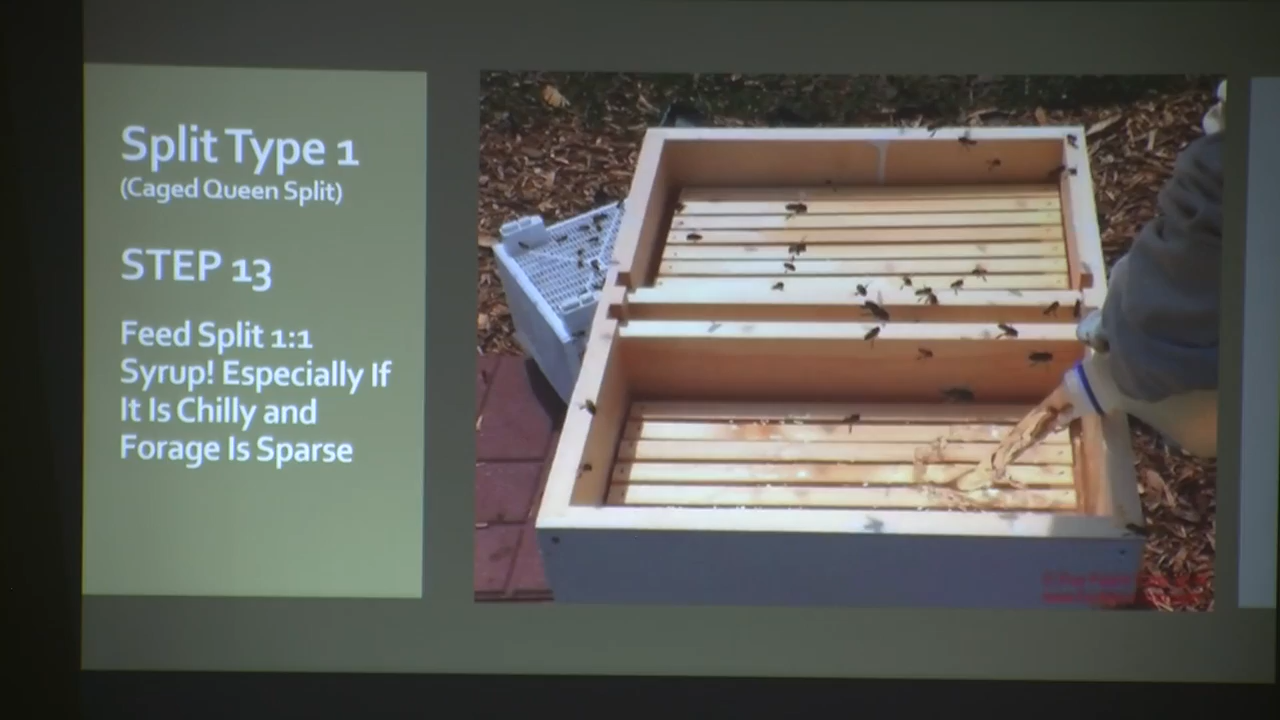 Split Type 1
(Caged Queen Split)
STEP 13
Feed Split 1:1
Syrup! Especially If
It Is Chilly and
Forage Is Sparse